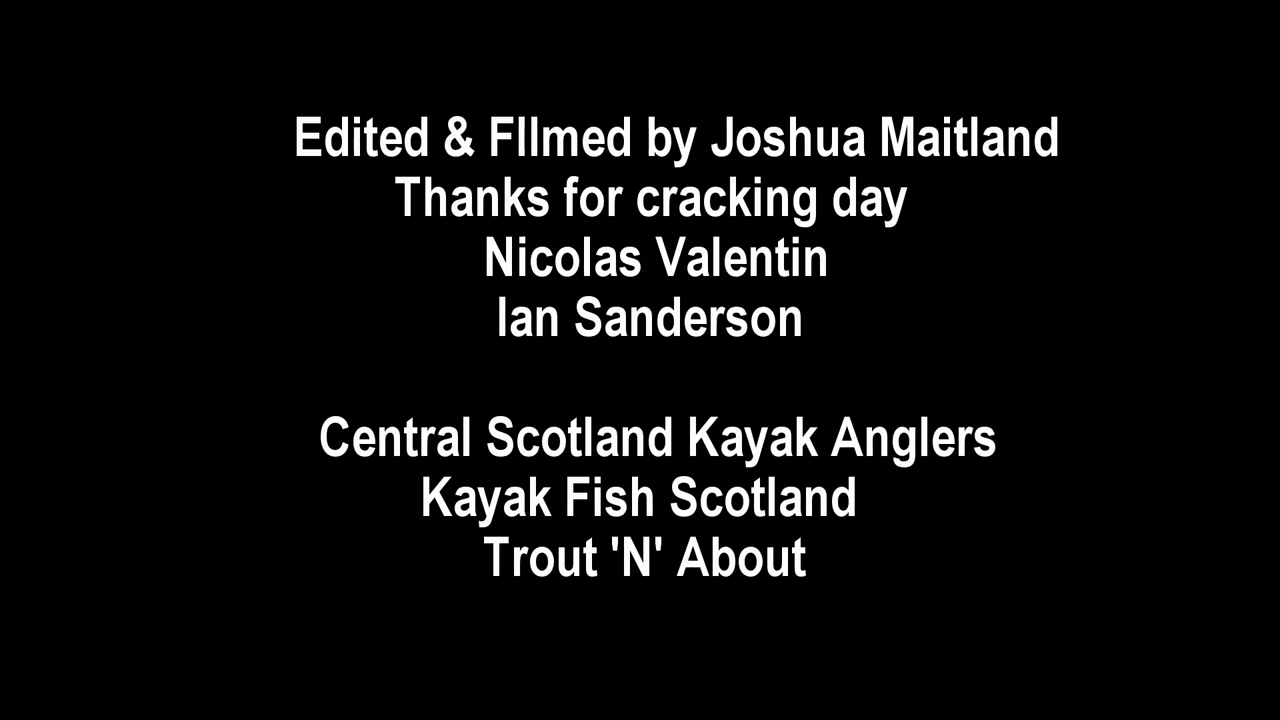 Edited & FIlmed by Joshua Maitland
Thanks for cracking day
Nicolas Valentin
Ian Sanderson
Central Scotland Kayak Anglers
Kayak Fish Scotland
Trout 'N' About